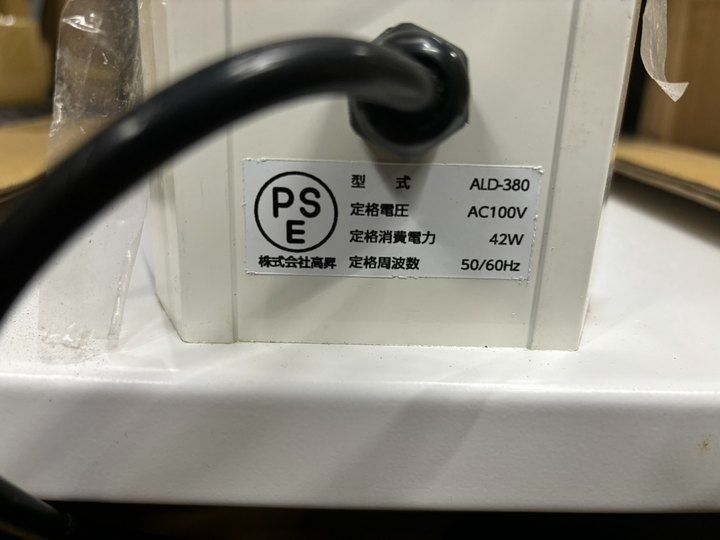 PS
E
株式会社高昇
型 式 ALD-380
定格電圧 AC100V
定格消費電力 42W
定格周波数 50/60Hz